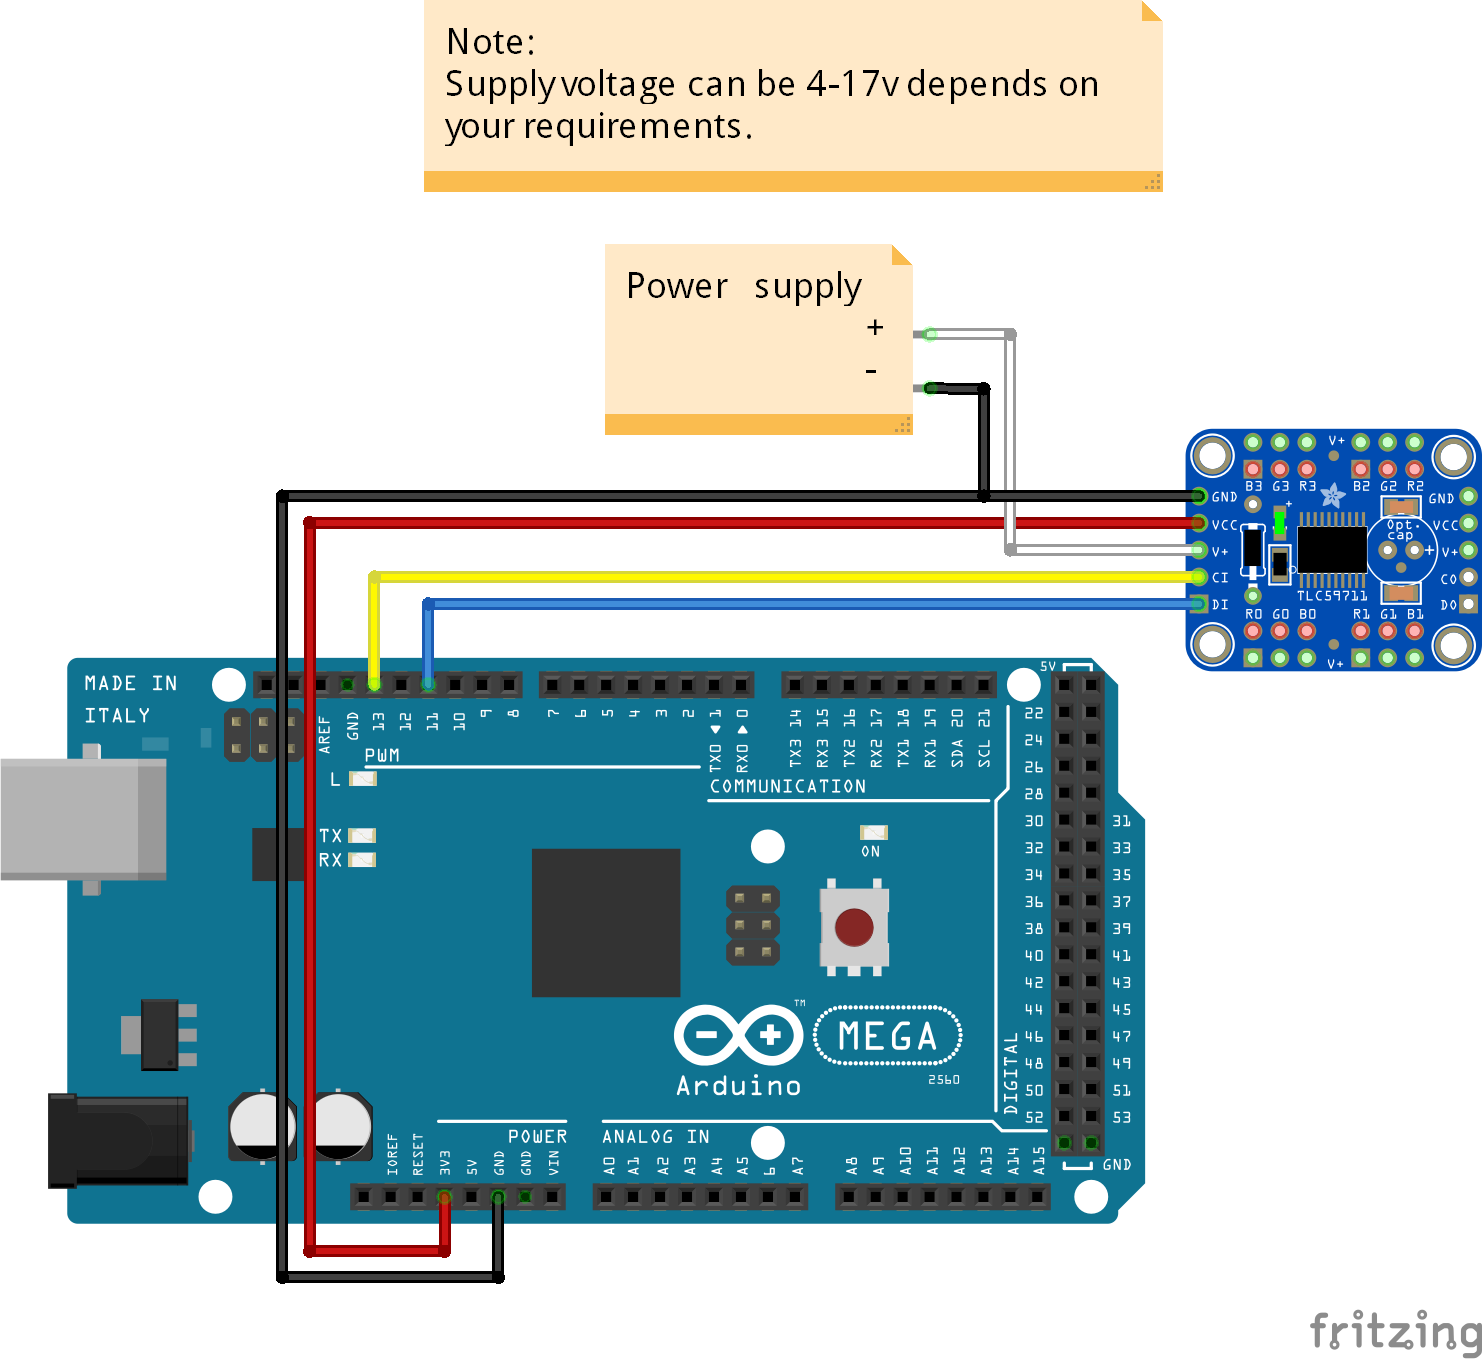 Note:
Supply voltage can be 4-17v depends on
your requirements.
Power supply
+
-
V+
B3 G3 R3 B2 G2 R2
GND
VCC
V+
CI
DI
GND
VCC
V+
CO
DO
Opt.
cap
+
+
TLC59711
R0 G0 B0 R1 G1 B1
V+
MADE IN
ITALY
AREF GND 13 12 11 10 9 8
7 6 5 4 3 2 TX0 1 RX0 0
TX3 14 RX3 15 TX2 16 RX2 17 TX1 18 RX1 19 SDA 20 SCL 21
PWM
COMMUNICATION
L
TX
RX
ON
5V
22
24
26
28
30 31
32 33
34 35
36 37
38 39
40 41
42 43
44 45
46 47
48 49
50 51
52 53
GND
DIGITAL
TM
MEGA
2560
Arduino
POWER
ANALOG IN
IOREF RESET 3V3 5V GND GND VIN
A0 A1 A2 A3 A4 A5 6 A7
A8 A9 A10 A11 A12 A13 A14 A15
fritzing